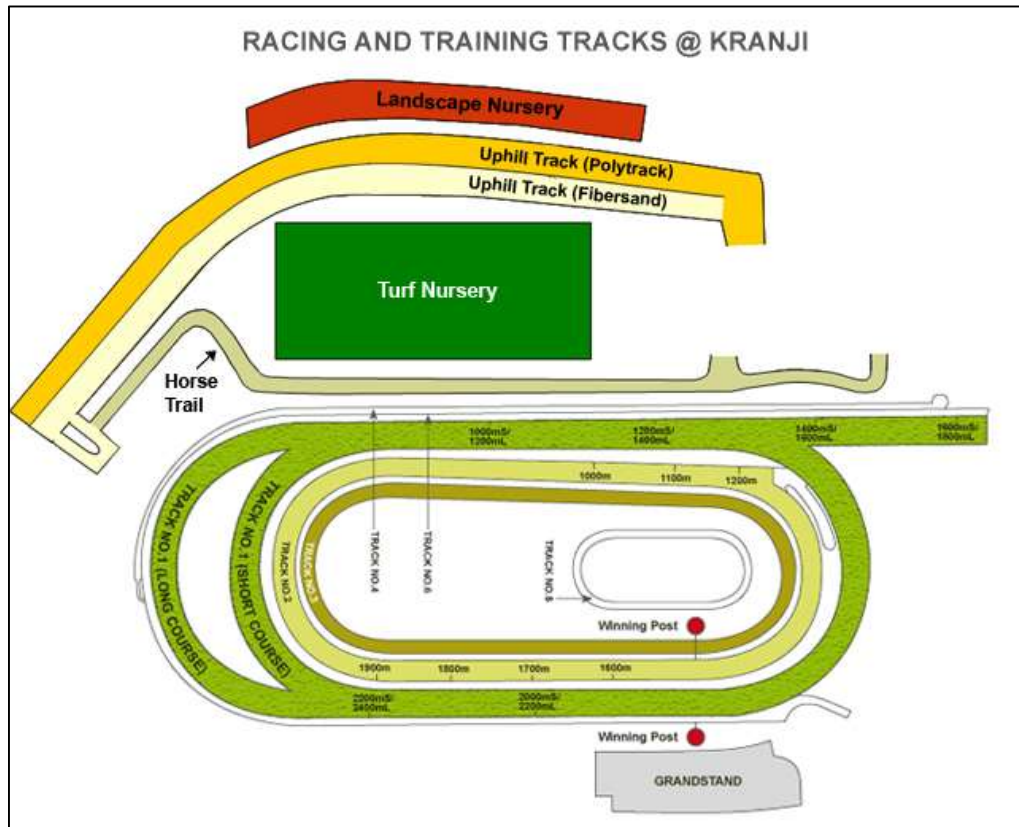 RACING AND TRAINING TRACKS @ KRANJI
Landscape Nursery
Uphill Track (Polytrack)
Uphill Track (Fibersand)
Turf Nursery
Horse
Trail
1000mS/
1200mL
1200mS/
1400mL
1400mS/
1600mL
1600mS/
1800mL
1000m
1100m
1200m
TRACK NO.1 (LONG COURSE)
TRACK NO.1 (SHORT COURSE)
TRACK NO.2
TRACK NO.3
TRACK NO.4
TRACK NO.6
TRACK NO.8
Winning Post
1900m
1800m
1700m
1600m
2200mS/
2400mL
2000mS/
2200mL
Winning Post
GRANDSTAND